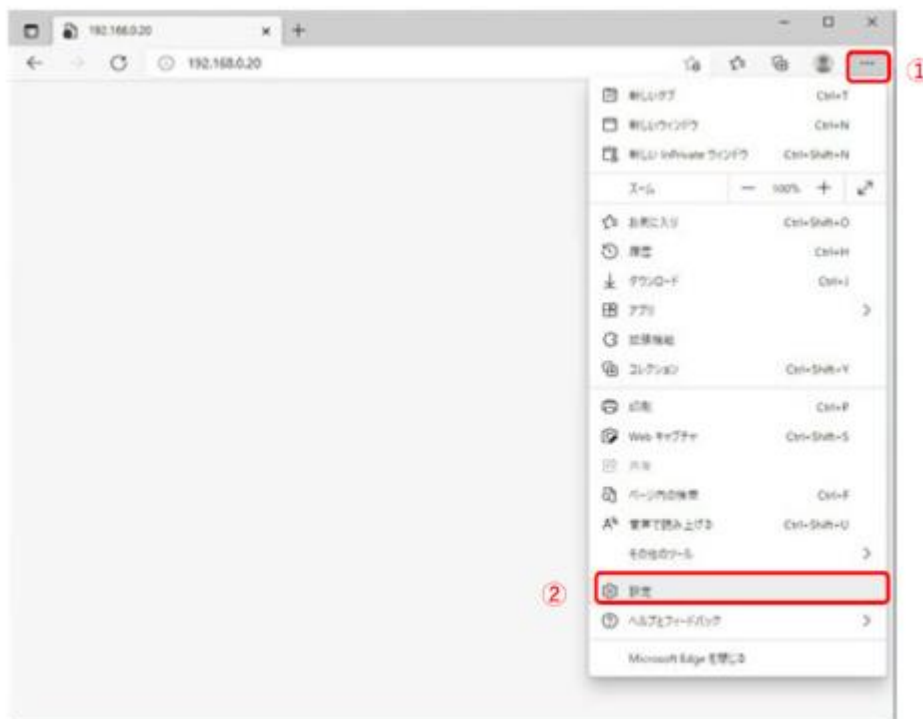 192.168.0.20
192.168.0.20
①
新しいタブ Ctrl+T
新しいウィンドウ Ctrl+N
新しい InPrivate ウィンドウ Ctrl+Shift+N
ズーム 100%
お気に入り Ctrl+Shift+O
履歴 Ctrl+H
ダウンロード Ctrl+J
アプリ
拡張機能
コレクション Ctrl+Shift+Y
印刷 Ctrl+P
Web キャプチャ Ctrl+Shift+S
共有
ページ内の検索 Ctrl+F
音声で読み上げる Ctrl+Shift+U
その他のツール
② 設定
ヘルプとフィードバック
Microsoft Edge を閉じる